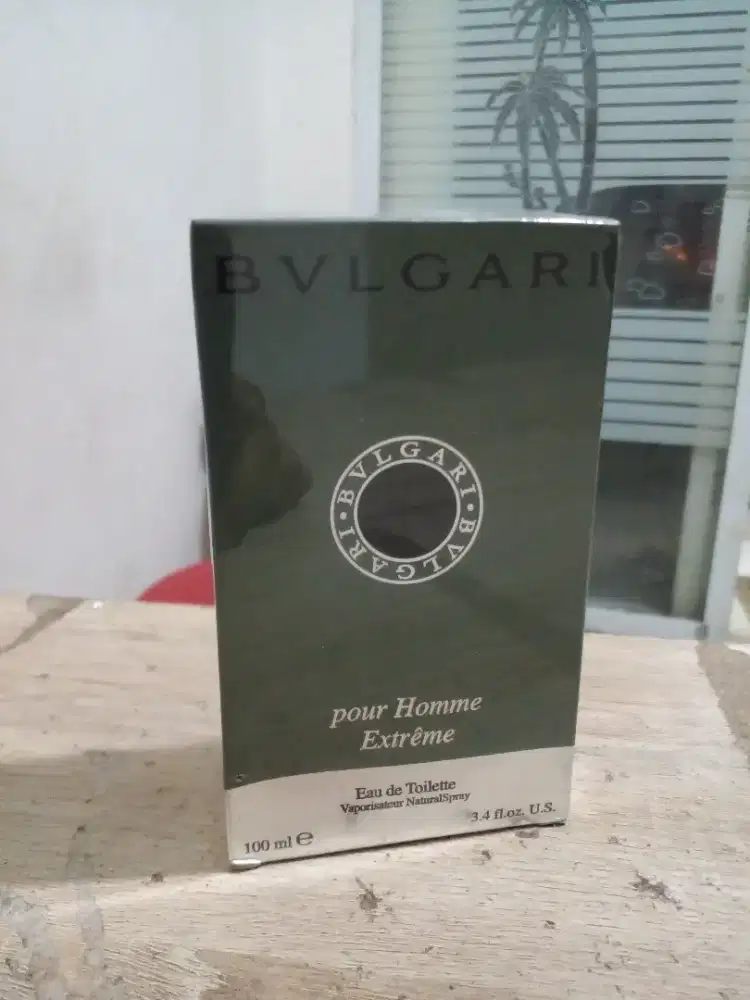 BVLGARI
BVLGARI • BVLGARI •
pour Homme
Extrême
Eau de Toilette
Vaporisateur NaturalSpray
3.4 fl.oz. U.S.
100 ml ℮